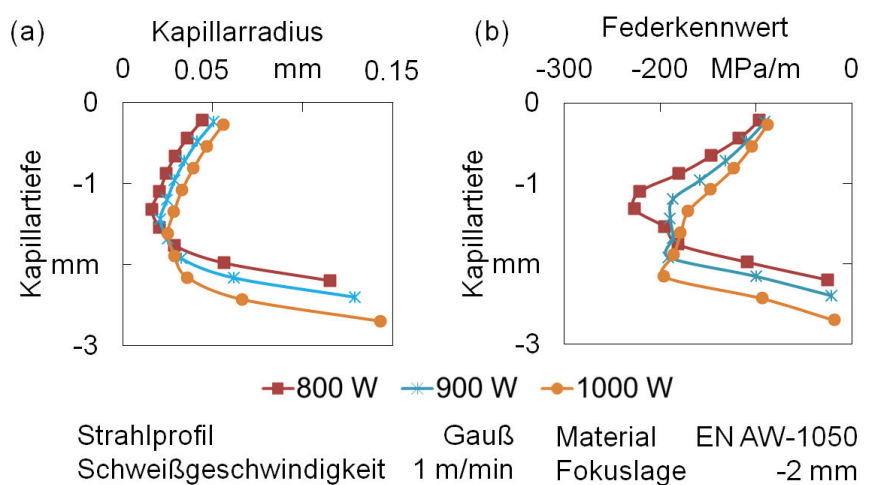 (a) Kapillarradius
0 0.05 mm 0.15
0
-1
mm
-3
Kapillartiefe
(b) Federkennwert
-300 -200 MPa/m 0
0
-1
mm
-3
Kapillartiefe
800 W 900 W 1000 W
Strahlprofil Gauß Material EN AW-1050
Schweißgeschwindigkeit 1 m/min Fokuslage -2 mm